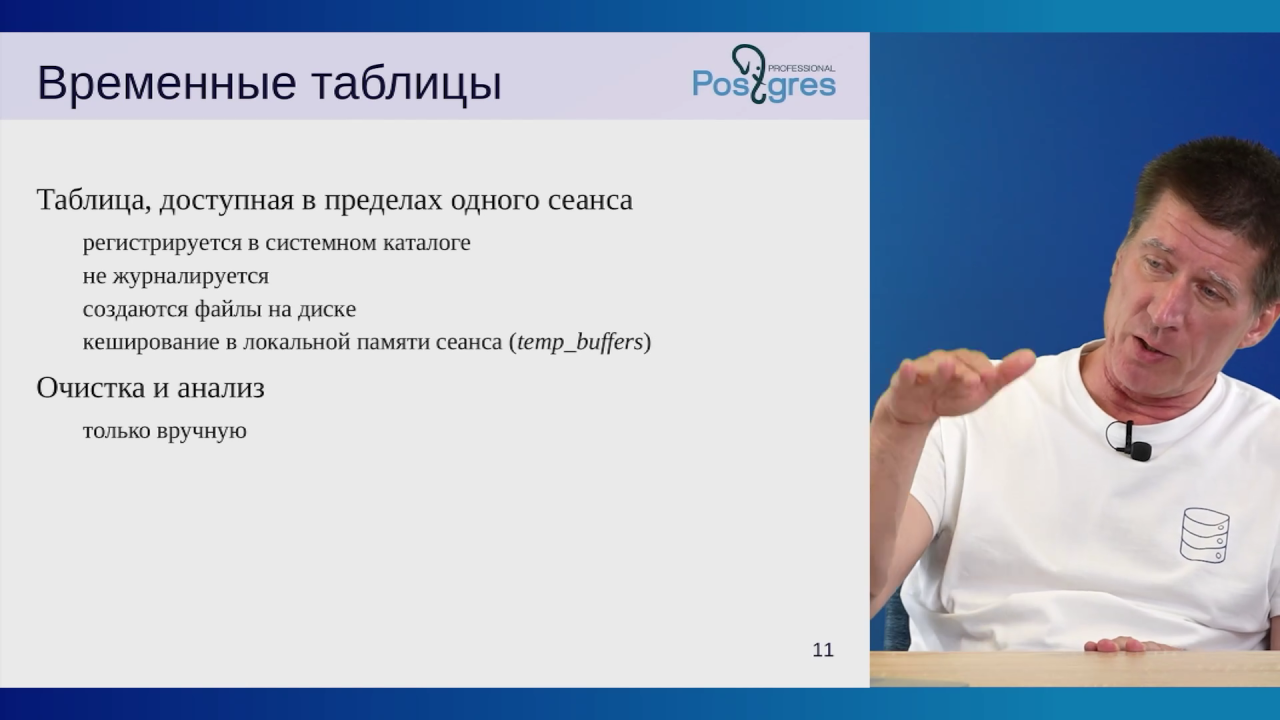 Временные таблицы
PROFESSIONAL
Postgres
Таблица, доступная в пределах одного сеанса
регистрируется в системном каталоге
не журналируется
создаются файлы на диске
кеширование в локальной памяти сеанса (temp_buffers)
Очистка и анализ
только вручную
11